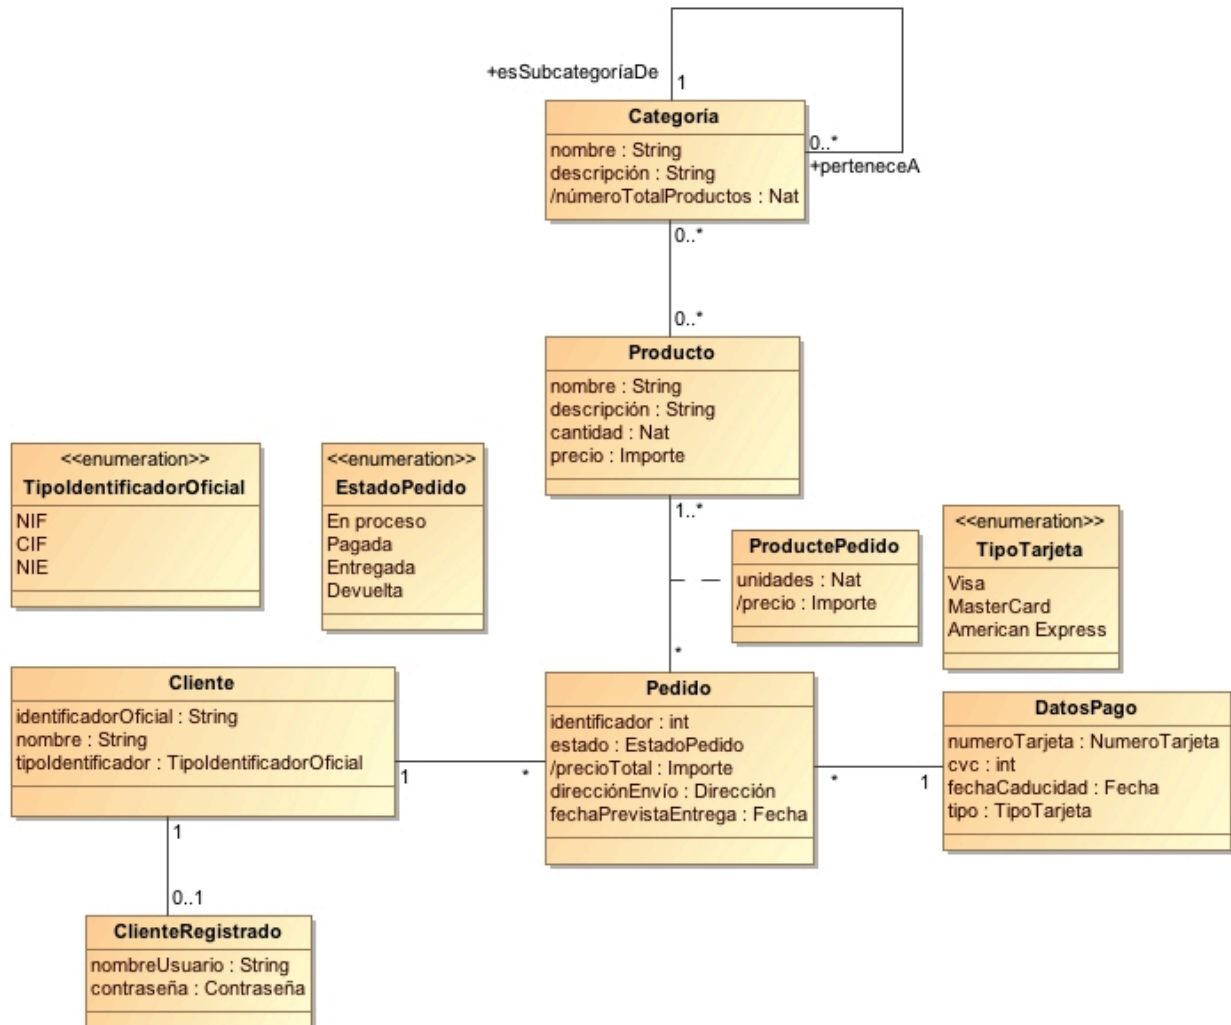 +esSubcategoríaDe
1
Categoría
nombre : String
descripción : String
/númeroTotalProductos : Nat
0..*
+perteneceA
0..*
0..*
Producto
nombre : String
descripción : String
cantidad : Nat
precio : Importe
<<enumeration>>
TipoIdentificadorOficial
NIF
CIF
NIE
<<enumeration>>
EstadoPedido
En proceso
Pagada
Entregada
Devuelta
1..*
ProductePedido
unidades : Nat
/precio : Importe
<<enumeration>>
TipoTarjeta
Visa
MasterCard
American Express
*
Cliente
identificadorOficial : String
nombre : String
tipoIdentificador : TipoIdentificadorOficial
1
*
Pedido
identificador : int
estado : EstadoPedido
/precioTotal : Importe
direcciónEnvío : Dirección
fechaPrevistaEntrega : Fecha
*
1
DatosPago
numeroTarjeta : NumeroTarjeta
cvc : int
fechaCaducidad : Fecha
tipo : TipoTarjeta
1
0..1
ClienteRegistrado
nombreUsuario : String
contraseña : Contraseña